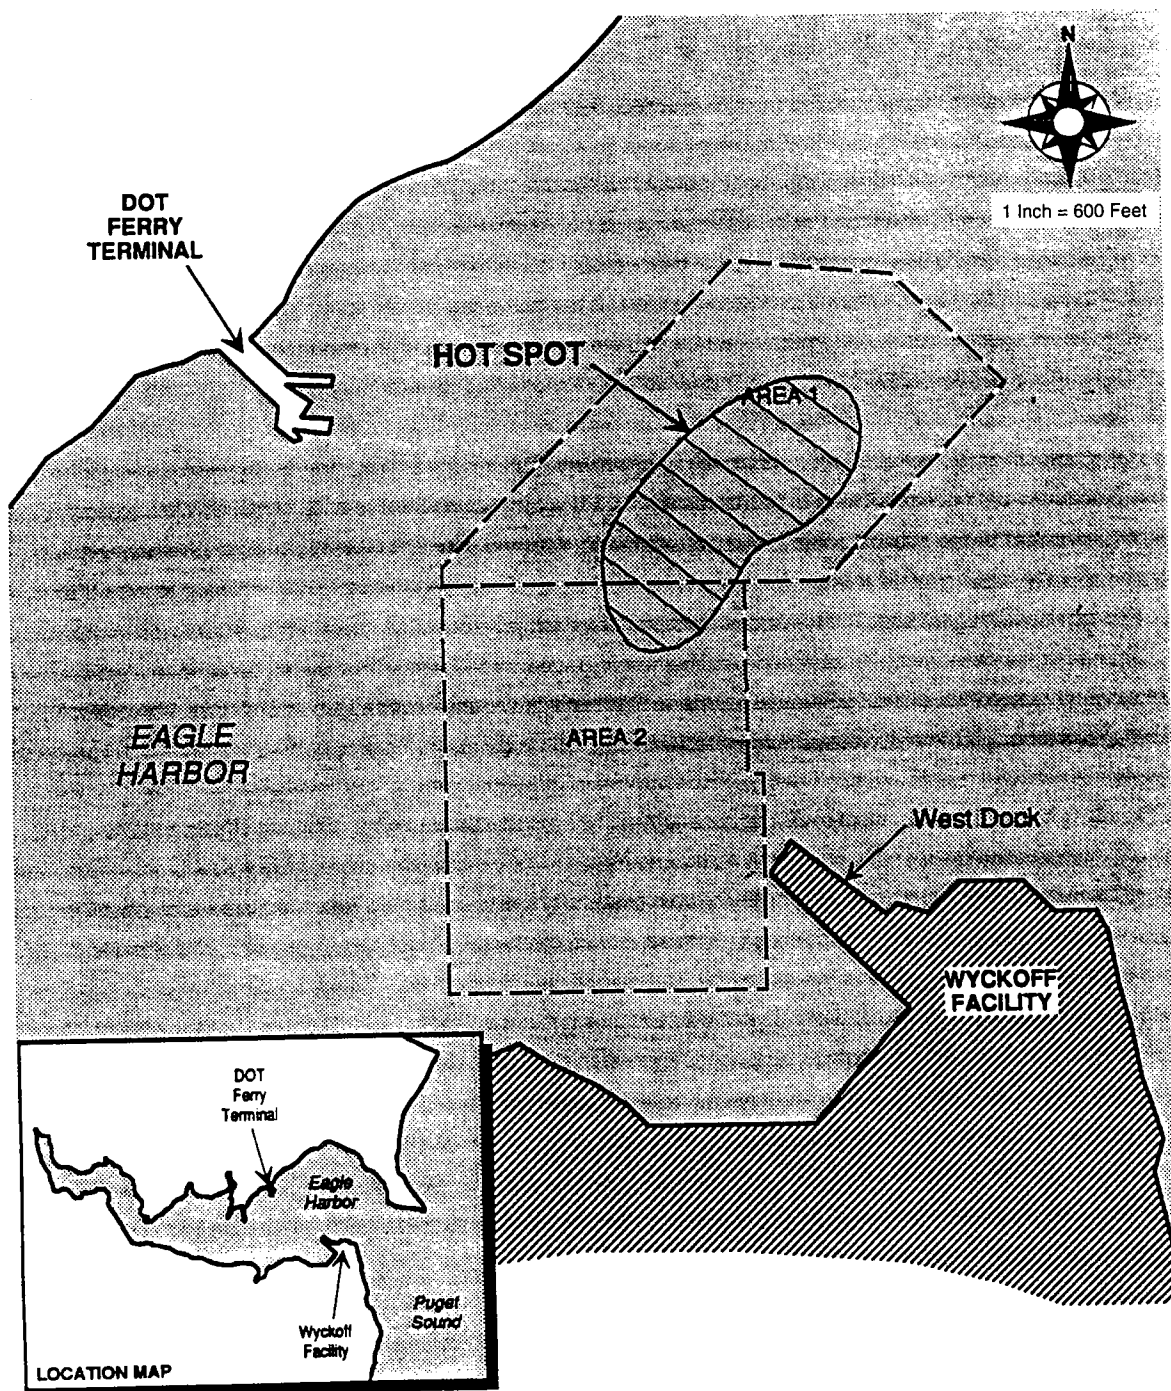 N
1 Inch = 600 Feet
DOT
FERRY
TERMINAL
HOT SPOT
AREA 1
AREA 2
EAGLE
HARBOR
West Dock
WYCKOFF
FACILITY
DOT
Ferry
Terminal
Eagle
Harbor
Puget
Sound
Wyckoff
Facility
LOCATION MAP